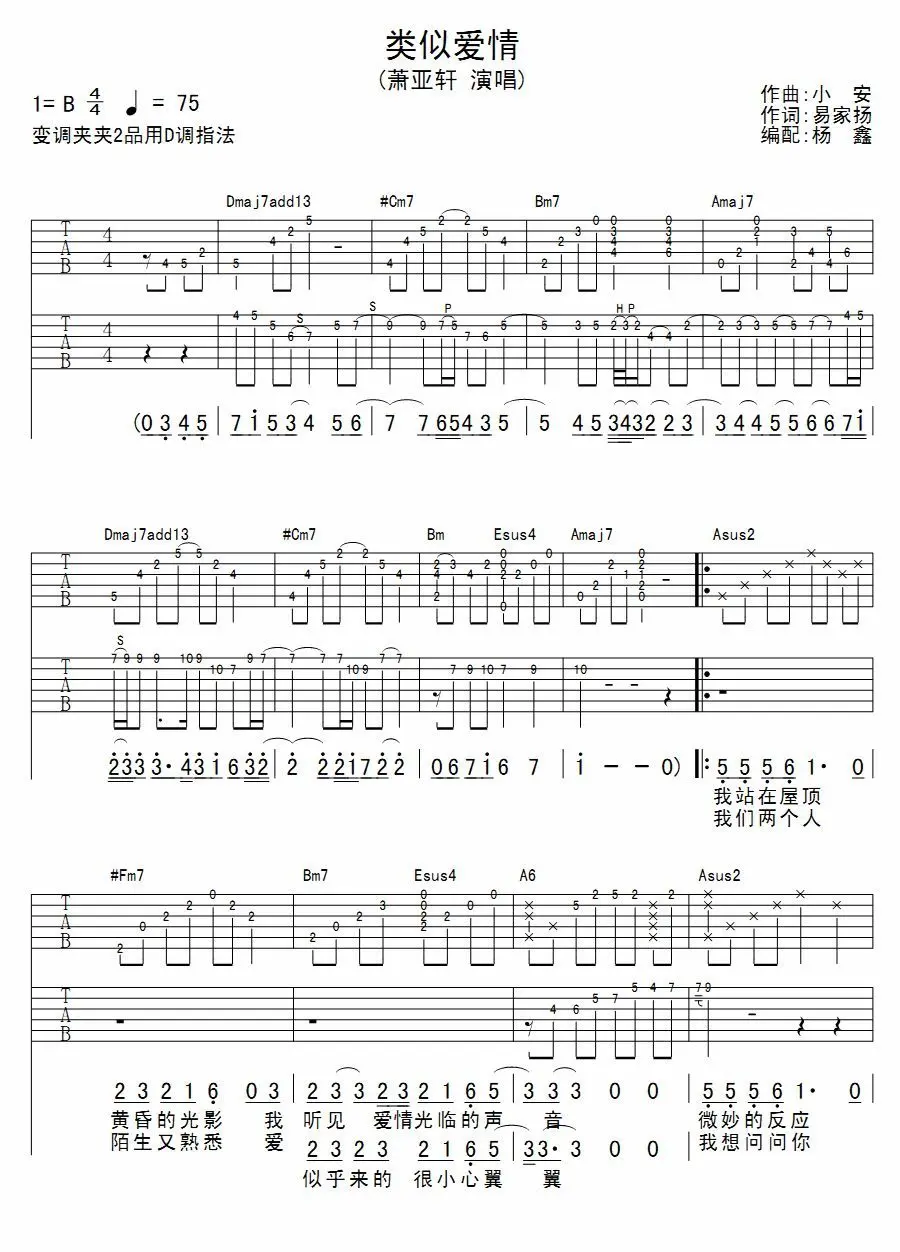 类似爱情
(萧亚轩 演唱)
1= B 4/4 ♩ = 75
作曲:小 安
作词:易家扬
变调夹夹2品用D调指法
编配:杨 鑫
Dmaj7add13 #Cm7 Bm7 Amaj7
(0 3 4 5 | 7 i 5 3 4 5 6 | 7 7 6 5 4 3 5 | 5 4 5 3 4 3 2 2 3 | 3 4 4 5 5 6 6 7 i |
Dmaj7add13 #Cm7 Bm Esus4 Amaj7 Asus2
2 3 3 3· 4 3 1 6 3 2 | 2 2 2 1 7 2 2 | 0 6 7 i 6 7 | i — — 0) |: 5 5 5 6 1· 0 |
我站在屋顶
我们两个人
#Fm7 Bm7 Esus4 A6 Asus2
2 3 2 1 6 0 3 | 2 3 3 2 3 2 1 6 5 | 3 3 3 0 0 | 5 5 5 6 1· 0 |
黄昏的光影 我 听见 爱情光临的声 音 微妙的反应
陌生又熟悉 爱 2 3 2 3 2 1 6 5 | 3 3· 3 0 0 | 我想问问你
似乎来的 很小心翼 翼